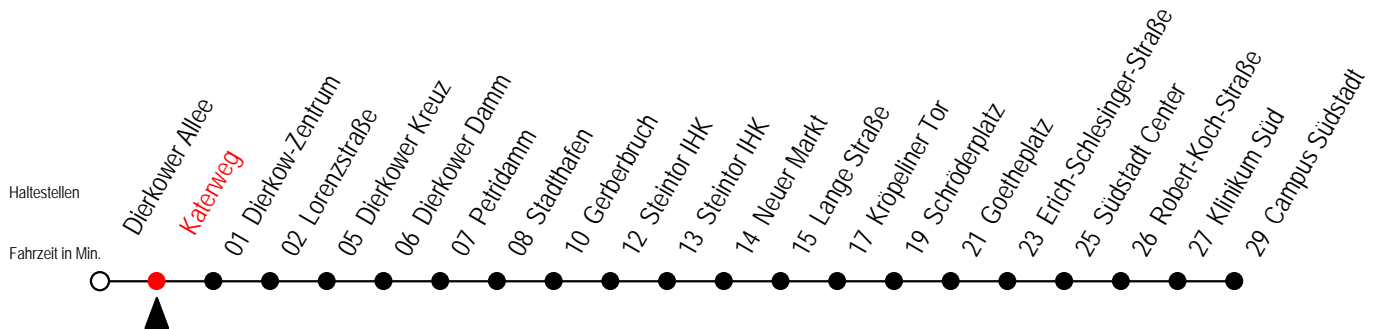 Haltestellen
Fahrzeit in Min.
Dierkower Allee
Katerweg
01 Dierkow-Zentrum
02 Lorenzstraße
05 Dierkower Kreuz
06 Dierkower Damm
07 Petridamm
08 Stadthafen
10 Gerberbruch
12 Steintor IHK
13 Steintor IHK
14 Neuer Markt
15 Lange Straße
17 Kröpeliner Tor
19 Schröderplatz
21 Goetheplatz
23 Erich-Schlesinger-Straße
25 Südstadt Center
26 Robert-Koch-Straße
27 Klinikum Süd
29 Campus Südstadt